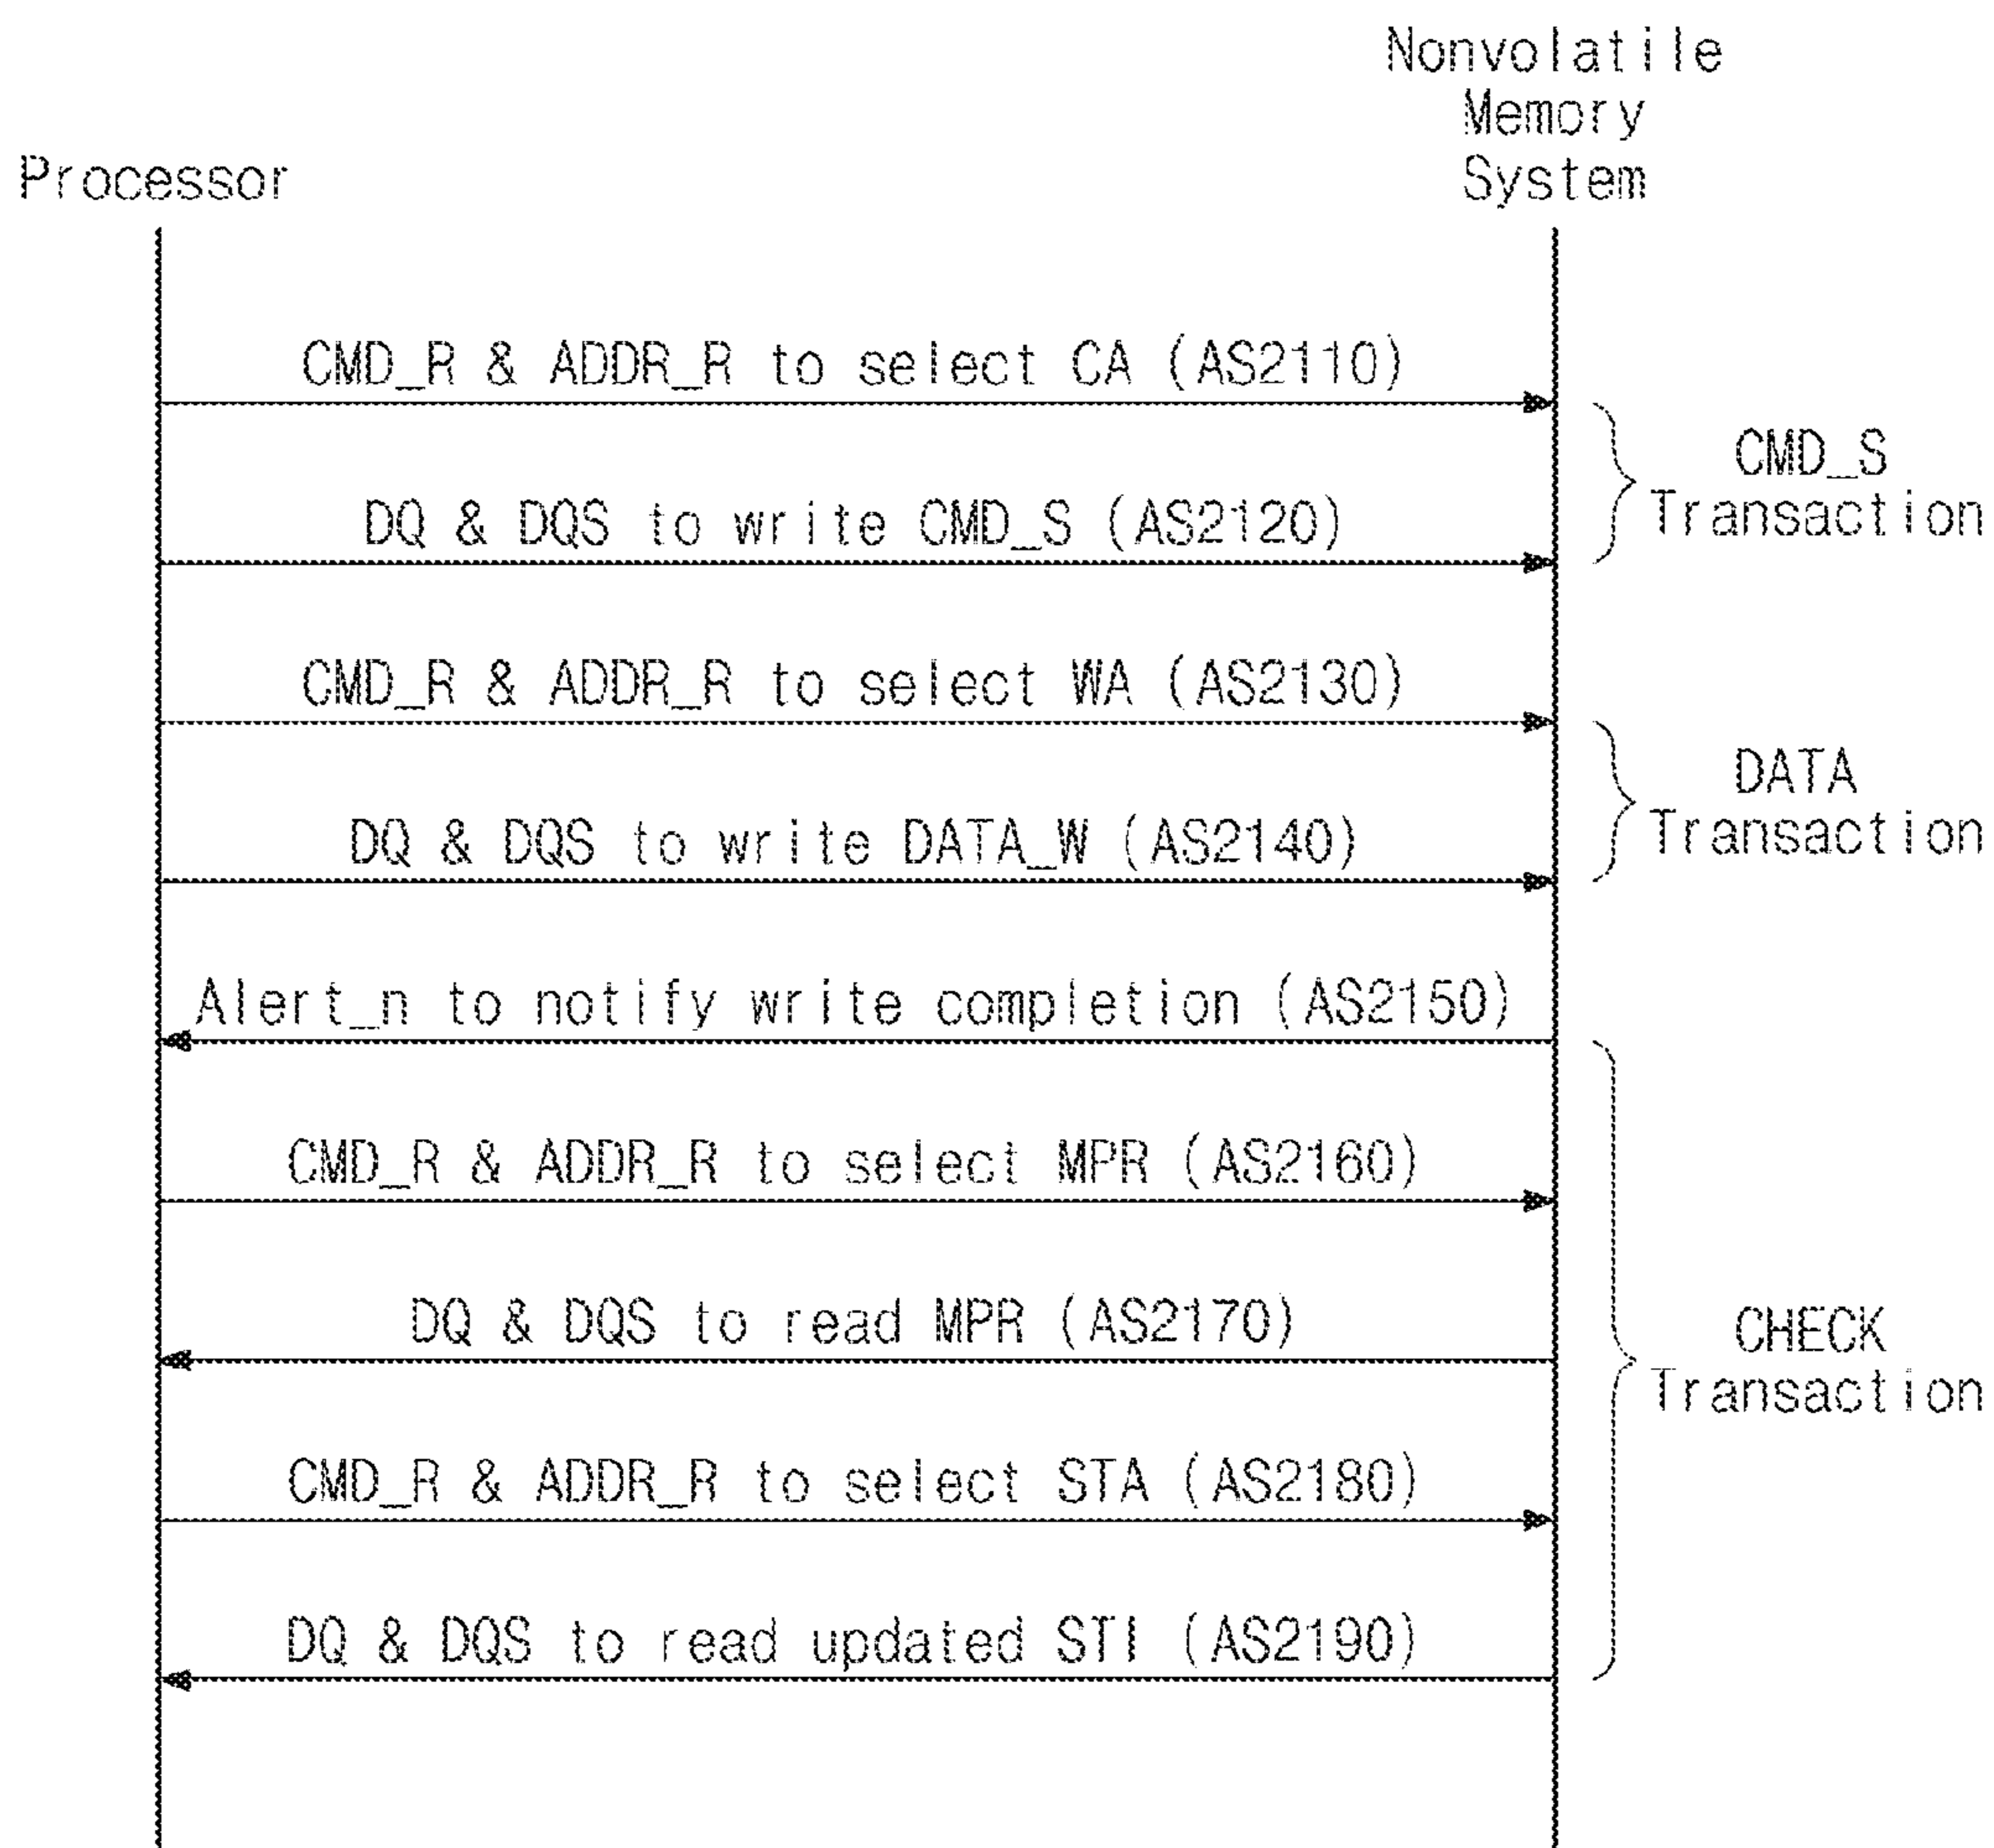 Nonvolatile
Memory
System
Processor
CMD_R & ADDR_R to select CA (AS2110)
CMD_S
Transaction
DQ & DQS to write CMD_S (AS2120)
CMD_R & ADDR_R to select WA (AS2130)
DATA
Transaction
DQ & DQS to write DATA_W (AS2140)
Alert_n to notify write completion (AS2150)
CMD_R & ADDR_R to select MPR (AS2160)
DQ & DQS to read MPR (AS2170)
CHECK
Transaction
CMD_R & ADDR_R to select STA (AS2180)
DQ & DQS to read updated STI (AS2190)